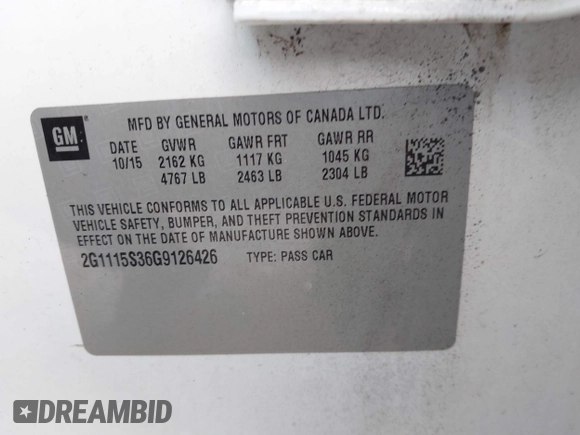 MFD BY GENERAL MOTORS OF CANADA LTD.
GM
DATE GVWR GAWR FRT GAWR RR
10/15 2162 KG 1117 KG 1045 KG
4767 LB 2463 LB 2304 LB
THIS VEHICLE CONFORMS TO ALL APPLICABLE U.S. FEDERAL MOTOR
VEHICLE SAFETY, BUMPER, AND THEFT PREVENTION STANDARDS IN
EFFECT ON THE DATE OF MANUFACTURE SHOWN ABOVE.
2G1115S36G9126426 TYPE: PASS CAR
DREAMBID